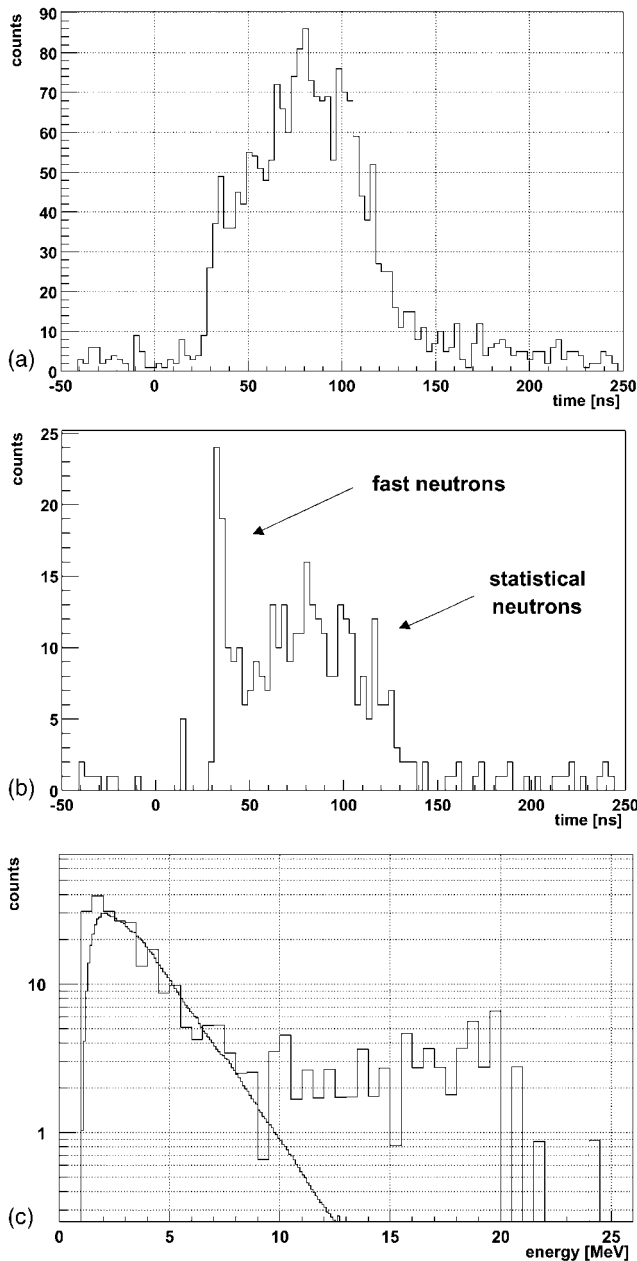 counts
90
80
70
60
50
40
30
20
10
0
(a)
-50 0 50 100 150 200 250
time [ns]
counts
25
20
15
10
5
0
fast neutrons
statistical
neutrons
(b)
-50 0 50 100 150 200 250
time [ns]
counts
10
1
(c)
0 5 10 15 20 25
energy [MeV]